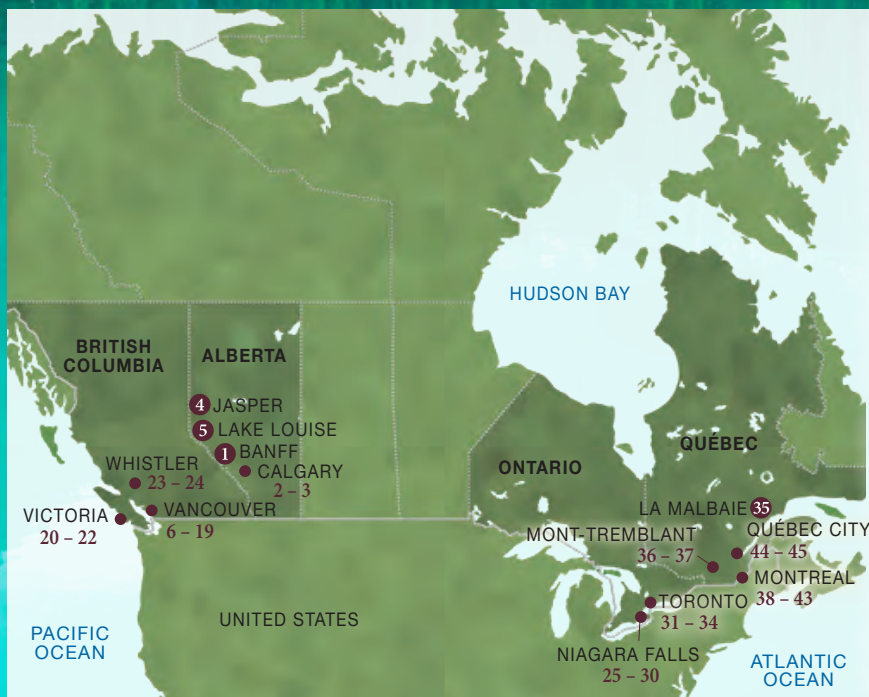 HUDSON BAY
BRITISH
COLUMBIA
ALBERTA
4 JASPER
5 LAKE LOUISE
1 BANFF
CALGARY
2 – 3
WHISTLER
23 – 24
VANCOUVER
6 – 19
VICTORIA
20 – 22
ONTARIO
QUÉBEC
LA MALBAIE 35
MONT-TREMBLANT
36 – 37
QUÉBEC CITY
44 – 45
MONTREAL
38 – 43
TORONTO
31 – 34
NIAGARA FALLS
25 – 30
UNITED STATES
PACIFIC
OCEAN
ATLANTIC
OCEAN